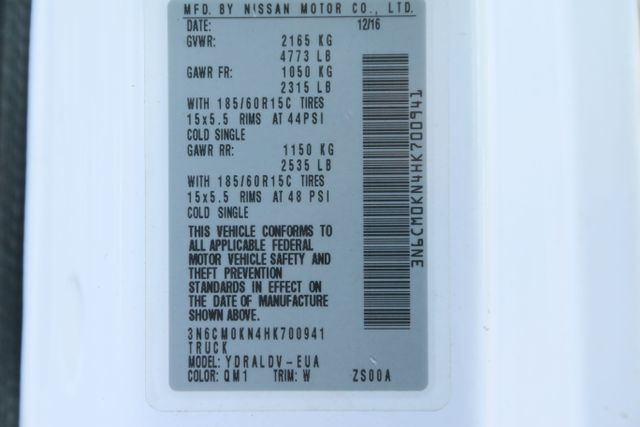 MFD. BY NISSAN MOTOR CO., LTD.
DATE: 12/16
GVWR: 2165 KG
4773 LB
GAWR FR: 1050 KG
2315 LB
WITH 185/60R15C TIRES
15x5.5 RIMS AT 44PSI
COLD SINGLE
GAWR RR: 1150 KG
2535 LB
WITH 185/60R15C TIRES
15x5.5 RIMS AT 48 PSI
COLD SINGLE
THIS VEHICLE CONFORMS TO
ALL APPLICABLE FEDERAL
MOTOR VEHICLE SAFETY AND
THEFT PREVENTION
STANDARDS IN EFFECT ON
THE DATE OF MANUFACTURE
SHOWN ABOVE.
3N6CM0KN4HK700941
TRUCK
MODEL: YDRALDV-EUA
COLOR: QM1 TRIM: W ZS00A
3N6CM0KN4HK700941